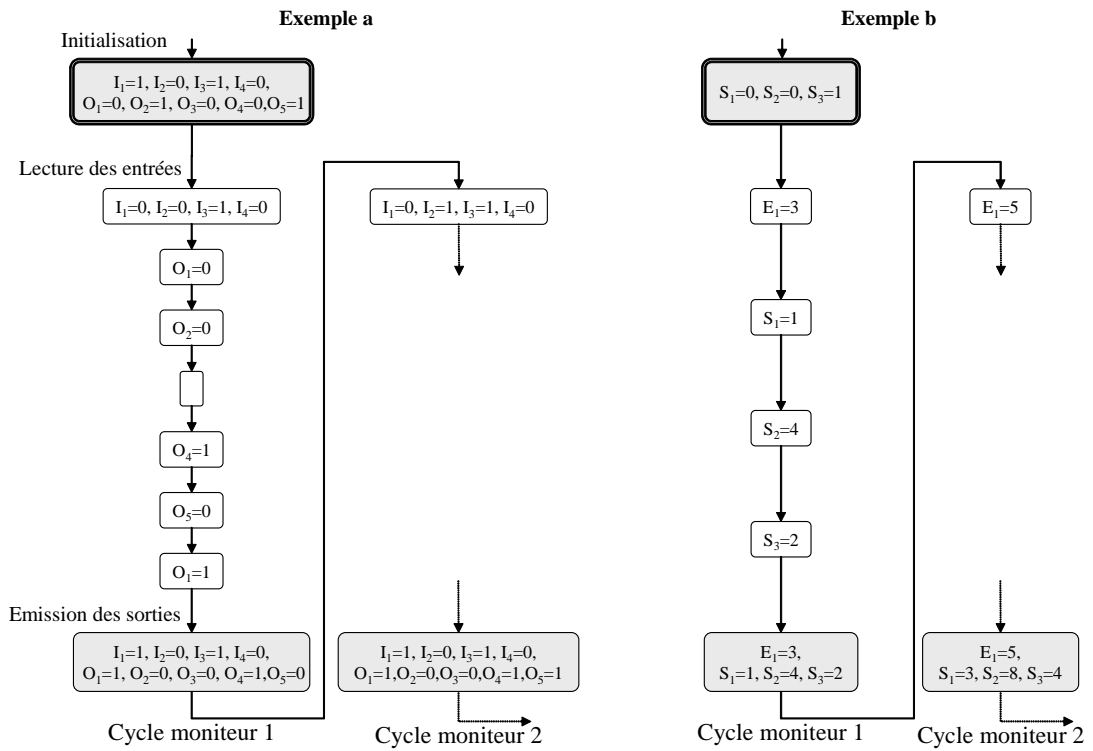 Exemple a
Initialisation
I₁=1, I₂=0, I₃=1, I₄=0,
O₁=0, O₂=1, O₃=0, O₄=0,O₅=1
Lecture des entrées
I₁=0, I₂=0, I₃=1, I₄=0
O₁=0
O₂=0
O₄=1
O₅=0
O₁=1
Emission des sorties
I₁=1, I₂=0, I₃=1, I₄=0,
O₁=1, O₂=0, O₃=0, O₄=1,O₅=0
Cycle moniteur 1
I₁=0, I₂=1, I₃=1, I₄=0
I₁=1, I₂=0, I₃=1, I₄=0,
O₁=1,O₂=0,O₃=0,O₄=1,O₅=1
Cycle moniteur 2
Exemple b
S₁=0, S₂=0, S₃=1
E₁=3
S₁=1
S₂=4
S₃=2
E₁=3,
S₁=1, S₂=4, S₃=2
Cycle moniteur 1
E₁=5
E₁=5,
S₁=3, S₂=8, S₃=4
Cycle moniteur 2